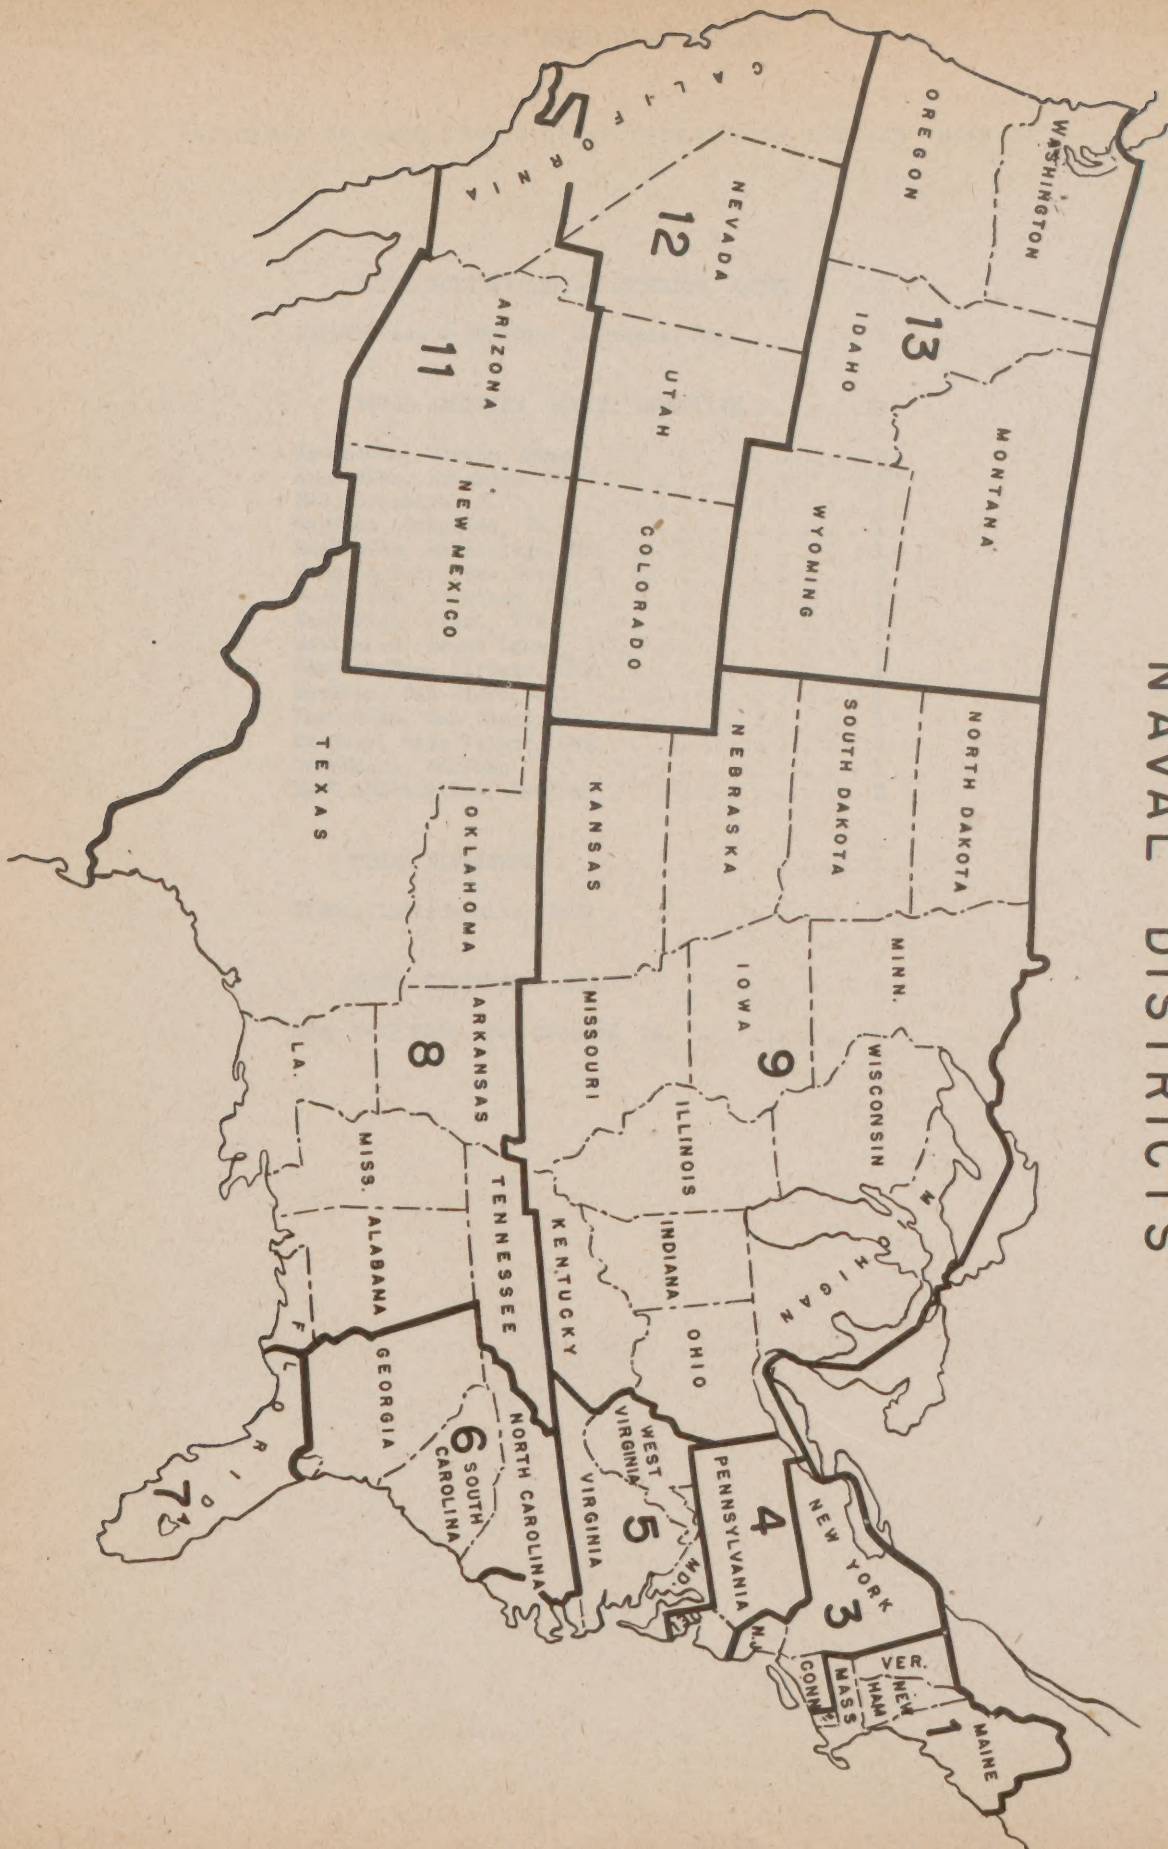 NAVAL DISTRICTS
WASHINGTON
OREGON
CALIFORNIA
NEVADA
12
IDAHO
13
MONTANA
WYOMING
UTAH
COLORADO
ARIZONA
11
NEW MEXICO
NORTH DAKOTA
SOUTH DAKOTA
NEBRASKA
KANSAS
TEXAS
OKLAHOMA
MINN.
IOWA
9
MISSOURI
WISCONSIN
ILLINOIS
ARKANSAS
8
LA.
MISS.
ALABANA
TENNESSEE
KENTUCKY
INDIANA
OHIO
GEORGIA
FLORIDA
7
6
SOUTH
CAROLINA
NORTH CAROLINA
VIRGINIA
WEST
VIRGINIA
5
PENNSYLVANIA
4
NEW YORK
3
N.J.
CONN
MASS
VER.
NEW
HAM
1
MAINE